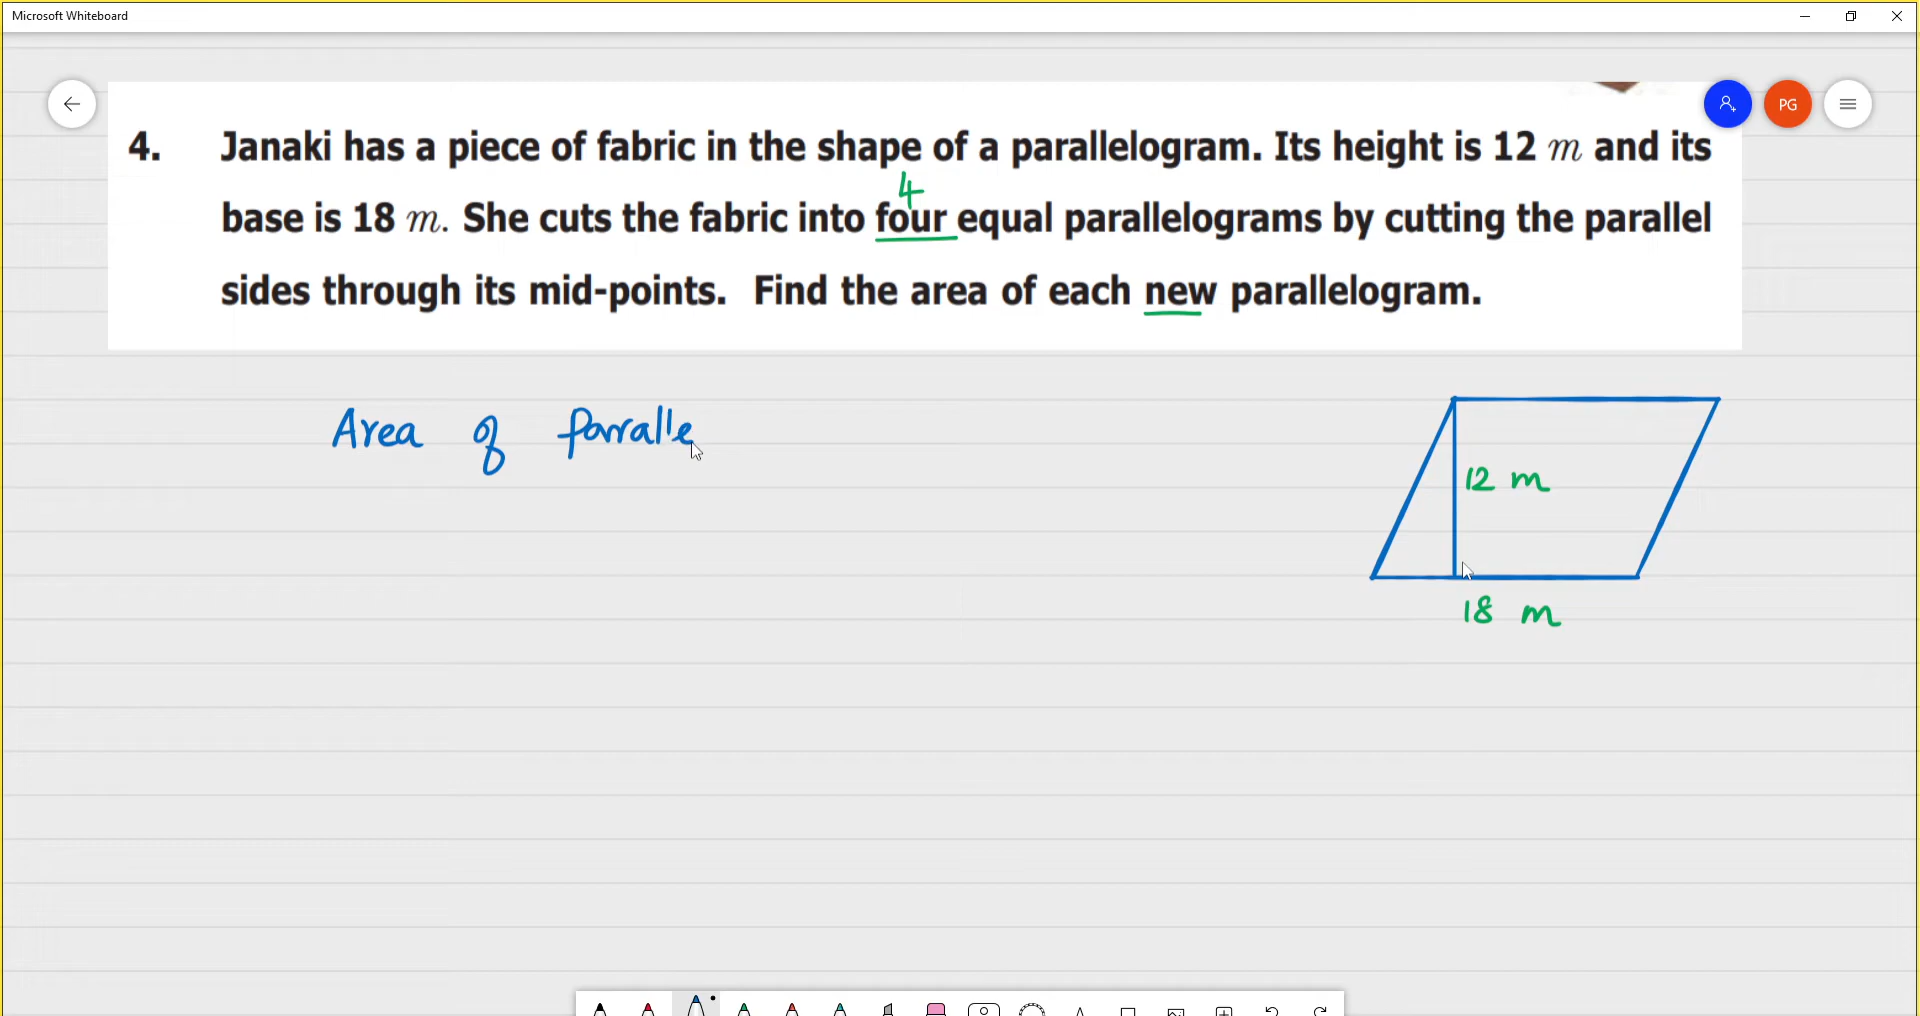 Microsoft Whiteboard
PG
4. Janaki has a piece of fabric in the shape of a parallelogram. Its height is 12 m and its
4
base is 18 m. She cuts the fabric into four equal parallelograms by cutting the parallel
sides through its mid-points. Find the area of each new parallelogram.
Area of Parralle
12 m
18 m